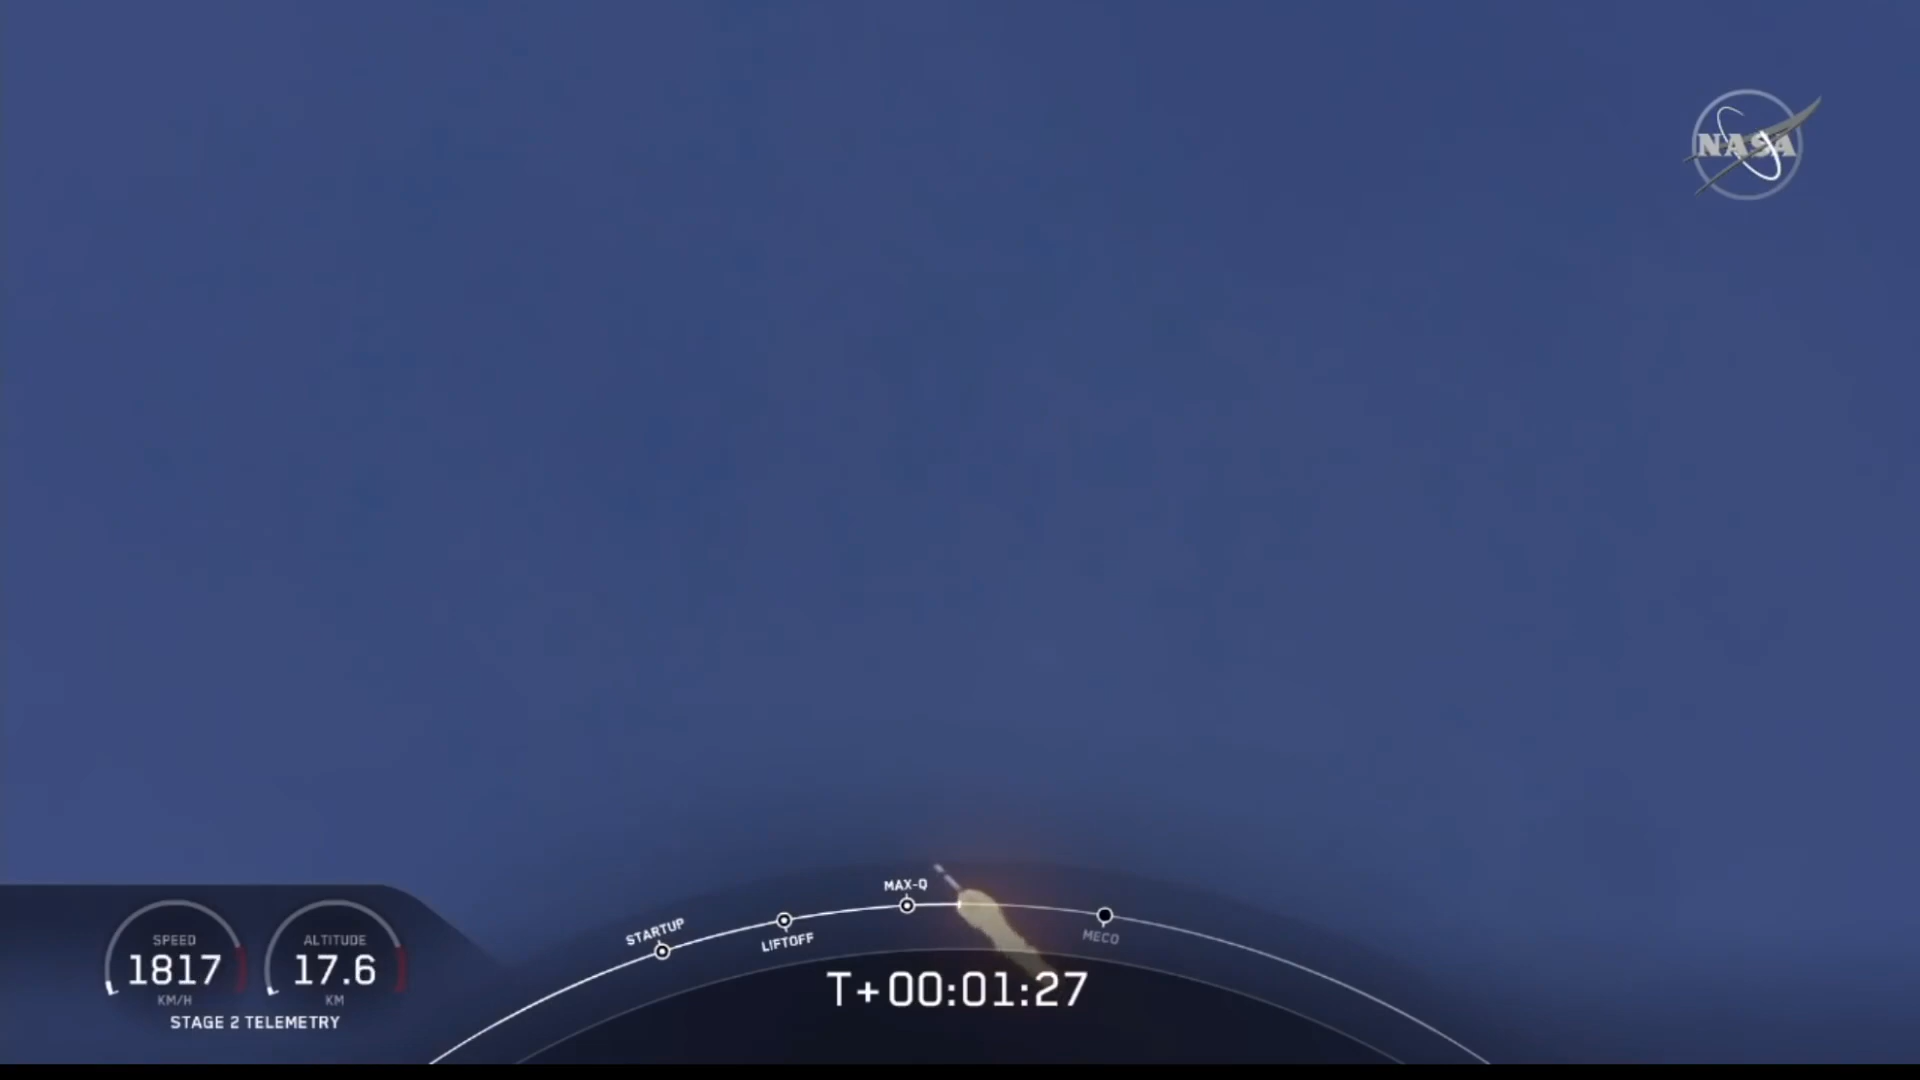 NASA
MAX-Q
STARTUP
LIFTOFF
MECO
SPEED
1817
KM/H
ALTITUDE
17.6
KM
STAGE 2 TELEMETRY
T+00:01:27